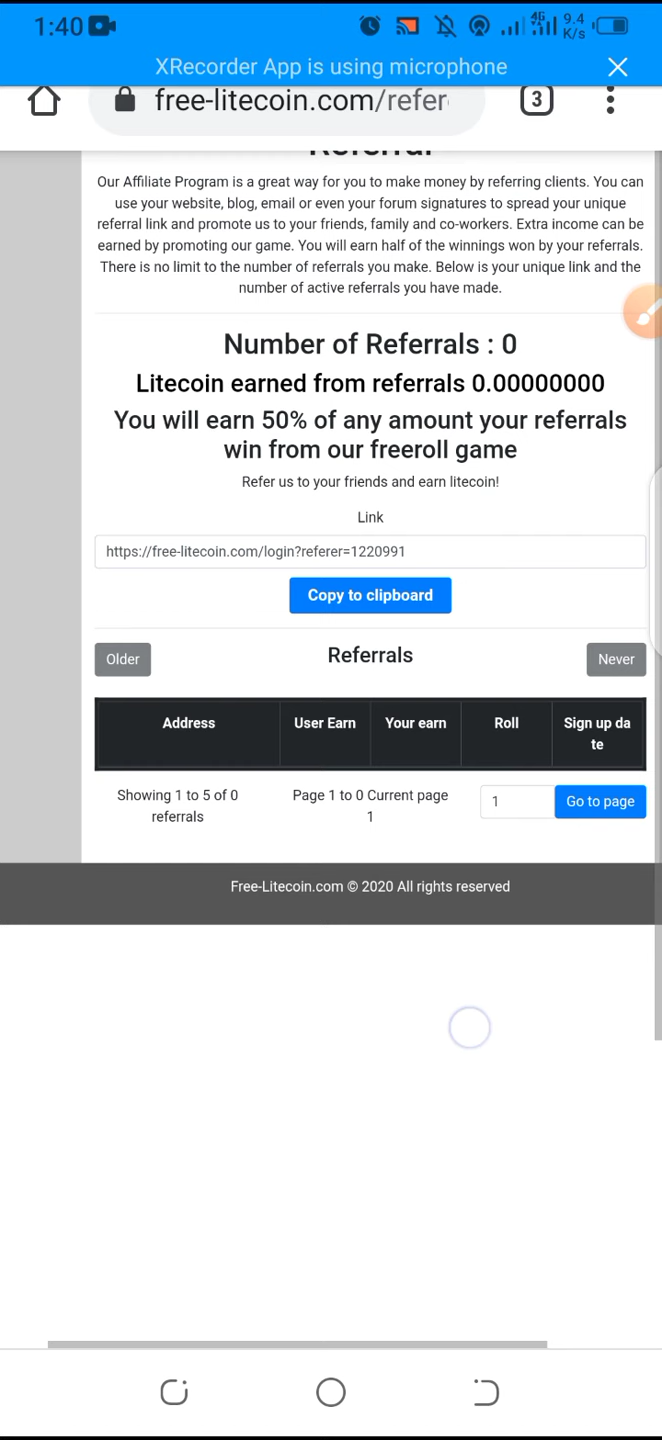 1:40
4G
9.4
K/s
XRecorder App is using microphone
free-litecoin.com/refer
3
Referral
Our Affiliate Program is a great way for you to make money by referring clients. You can
use your website, blog, email or even your forum signatures to spread your unique
referral link and promote us to your friends, family and co-workers. Extra income can be
earned by promoting our game. You will earn half of the winnings won by your referrals.
There is no limit to the number of referrals you make. Below is your unique link and the
number of active referrals you have made.
Number of Referrals : 0
Litecoin earned from referrals 0.00000000
You will earn 50% of any amount your referrals
win from our freeroll game
Refer us to your friends and earn litecoin!
Link
https://free-litecoin.com/login?referer=1220991
Copy to clipboard
Older
Referrals
Never
Address
User Earn
Your earn
Roll
Sign up da
te
Showing 1 to 5 of 0
referrals
Page 1 to 0 Current page
1
1
Go to page
Free-Litecoin.com © 2020 All rights reserved